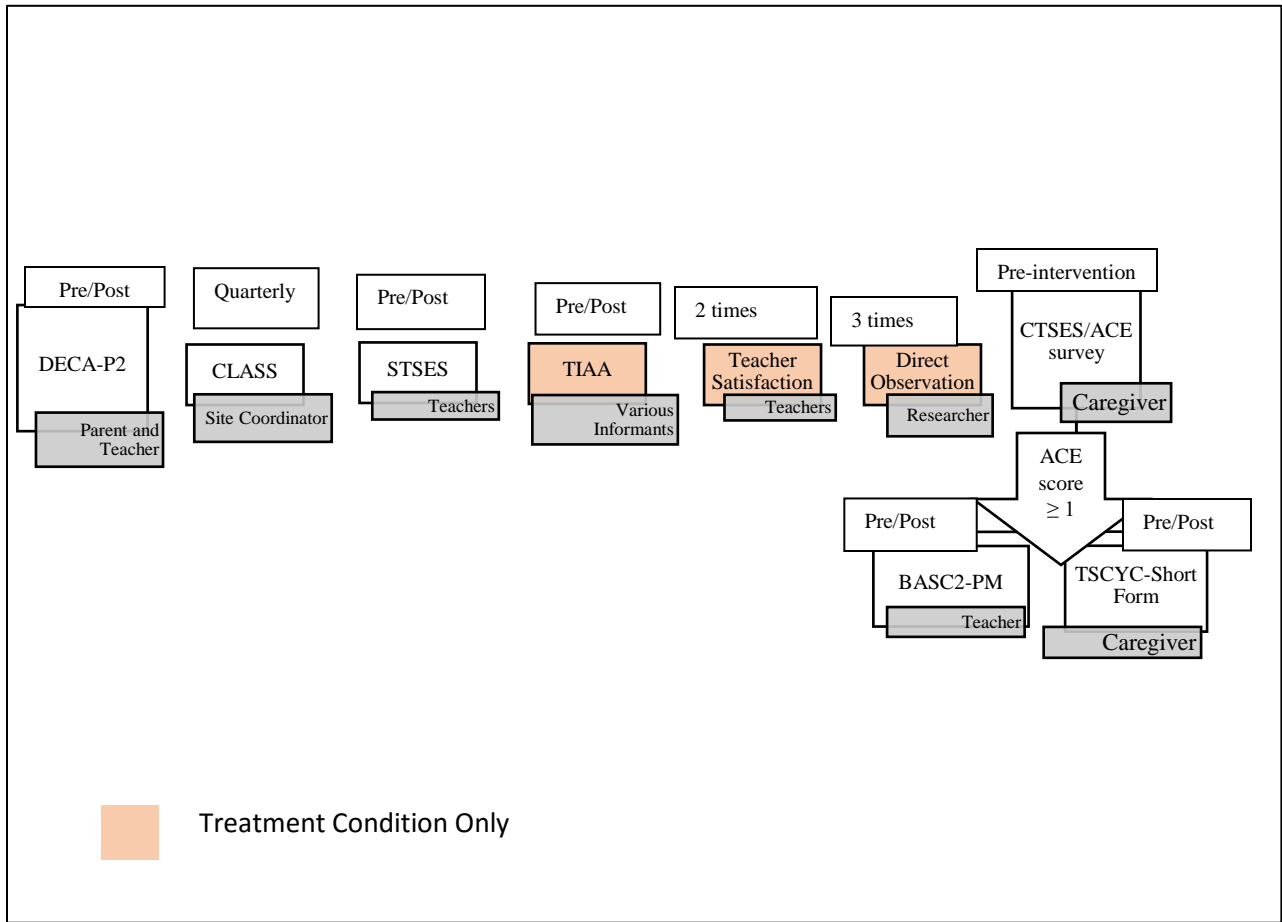 Pre/Post
DECA-P2
Parent and
Teacher
Quarterly
CLASS
Site Coordinator
Pre/Post
STSES
Teachers
Pre/Post
TIAA
Various
Informants
2 times
Teacher
Satisfaction
Teachers
3 times
Direct
Observation
Researcher
Pre-intervention
CTSES/ACE
survey
Caregiver
ACE
score
≥ 1
Pre/Post
BASC2-PM
Teacher
Pre/Post
TSCYC-Short
Form
Caregiver
Treatment Condition Only